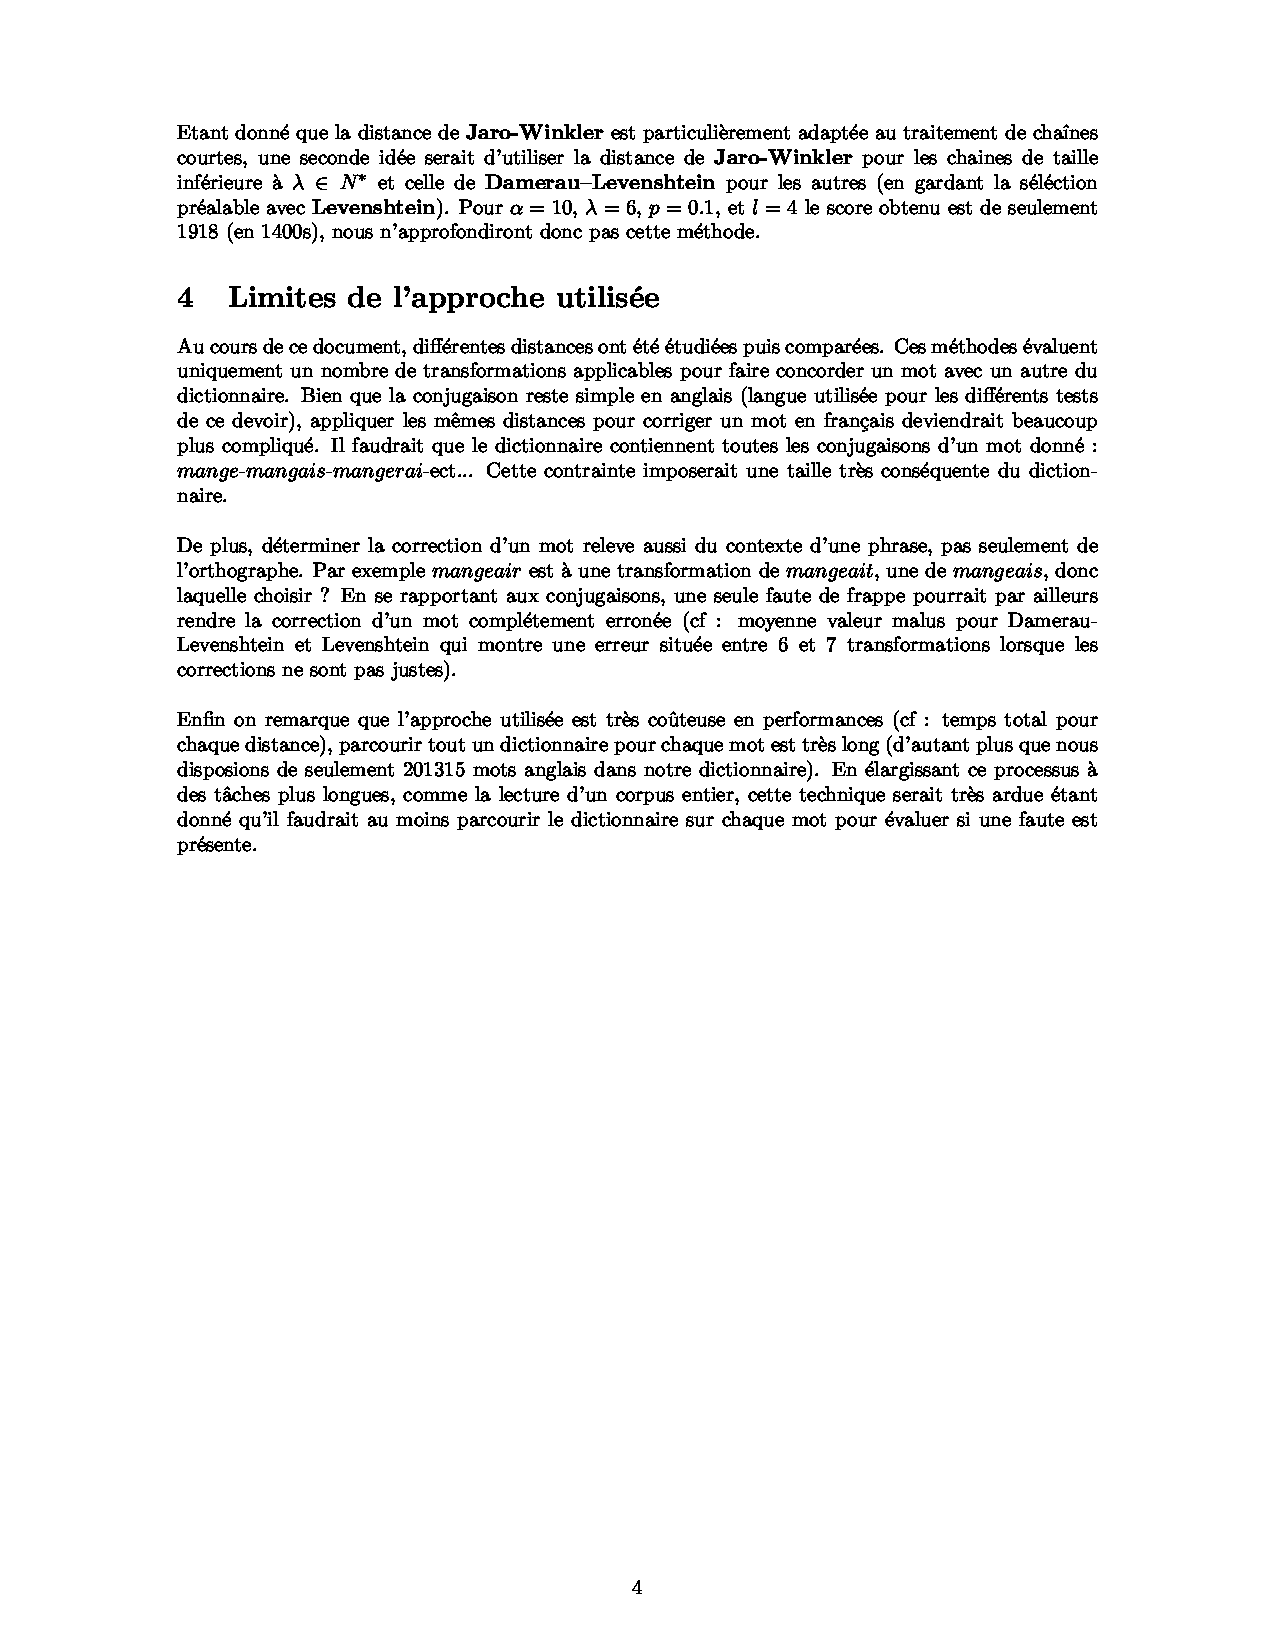 Etant donné que la distance de Jaro-Winkler est particulièrement adaptée au traitement de chaînes
courtes, une seconde idée serait d'utiliser la distance de Jaro-Winkler pour les chaines de taille
inférieure à λ ∈ N* et celle de Damerau–Levenshtein pour les autres (en gardant la séléction
préalable avec Levenshtein). Pour α = 10, λ = 6, p = 0.1, et l = 4 le score obtenu est de seulement
1918 (en 1400s), nous n'approfondiront donc pas cette méthode.
4 Limites de l'approche utilisée
Au cours de ce document, différentes distances ont été étudiées puis comparées. Ces méthodes évaluent
uniquement un nombre de transformations applicables pour faire concorder un mot avec un autre du
dictionnaire. Bien que la conjugaison reste simple en anglais (langue utilisée pour les différents tests
de ce devoir), appliquer les mêmes distances pour corriger un mot en français deviendrait beaucoup
plus compliqué. Il faudrait que le dictionnaire contiennent toutes les conjugaisons d'un mot donné :
mange-mangais-mangerai-ect... Cette contrainte imposerait une taille très conséquente du diction-
naire.
De plus, déterminer la correction d'un mot releve aussi du contexte d'une phrase, pas seulement de
l'orthographe. Par exemple mangeair est à une transformation de mangeait, une de mangeais, donc
laquelle choisir ? En se rapportant aux conjugaisons, une seule faute de frappe pourrait par ailleurs
rendre la correction d'un mot complétement erronée (cf : moyenne valeur malus pour Damerau-
Levenshtein et Levenshtein qui montre une erreur située entre 6 et 7 transformations lorsque les
corrections ne sont pas justes).
Enfin on remarque que l'approche utilisée est très coûteuse en performances (cf : temps total pour
chaque distance), parcourir tout un dictionnaire pour chaque mot est très long (d'autant plus que nous
disposions de seulement 201315 mots anglais dans notre dictionnaire). En élargissant ce processus à
des tâches plus longues, comme la lecture d'un corpus entier, cette technique serait très ardue étant
donné qu'il faudrait au moins parcourir le dictionnaire sur chaque mot pour évaluer si une faute est
présente.
4